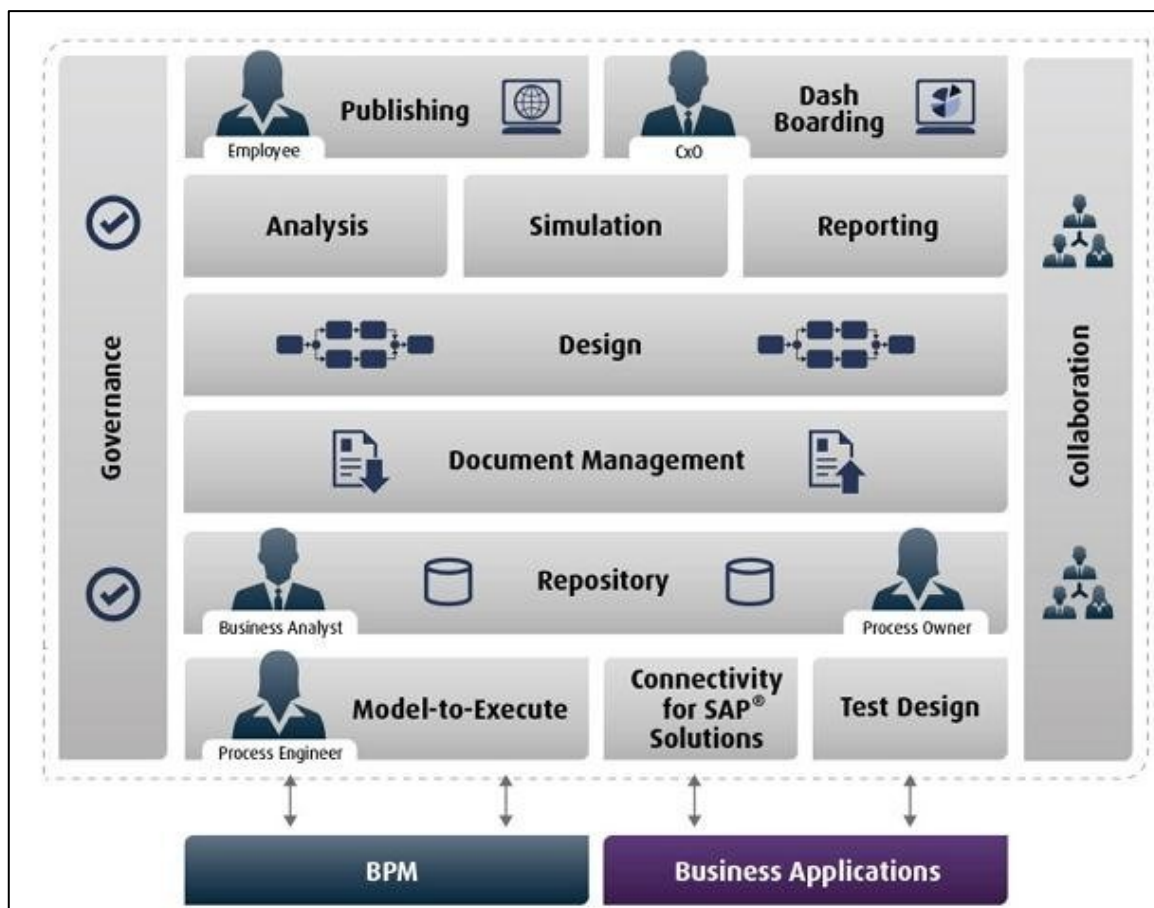 Publishing
Employee
Dash
Boarding
CxO
Analysis
Simulation
Reporting
Governance
Design
Collaboration
Document Management
Repository
Business Analyst
Process Owner
Model-to-Execute
Process Engineer
Connectivity
for SAP®
Solutions
Test Design
BPM
Business Applications